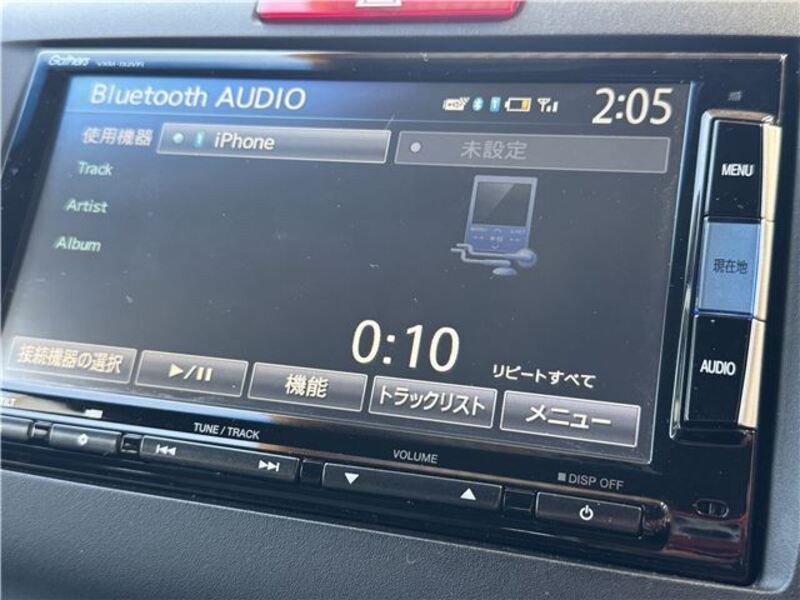 Gathers
Bluetooth AUDIO
2:05
使用機器
iPhone
未設定
Track
Artist
Album
0:10
リピートすべて
接続機器の選択
機能
トラックリスト
メニュー
MENU
現在地
AUDIO
TILT
TUNE / TRACK
VOLUME
DISP OFF